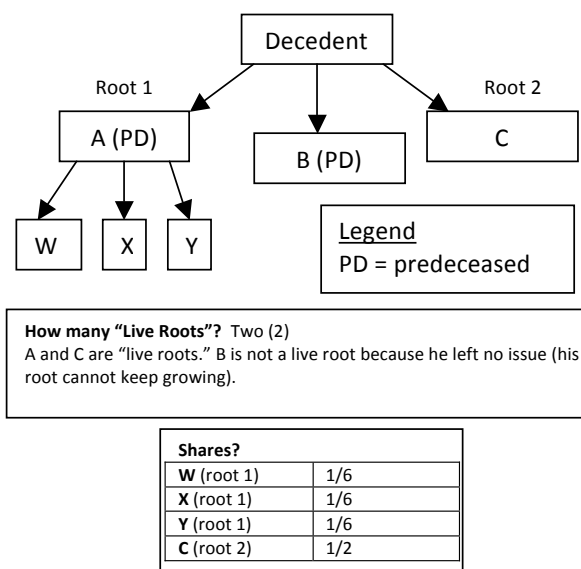 Decedent
Root 1
Root 2
A (PD)
B (PD)
C
W
X
Y
Legend
PD = predeceased
How many “Live Roots”? Two (2)
A and C are “live roots.” B is not a live root because he left no issue (his
root cannot keep growing).
Shares?
W (root 1) 1/6
X (root 1) 1/6
Y (root 1) 1/6
C (root 2) 1/2